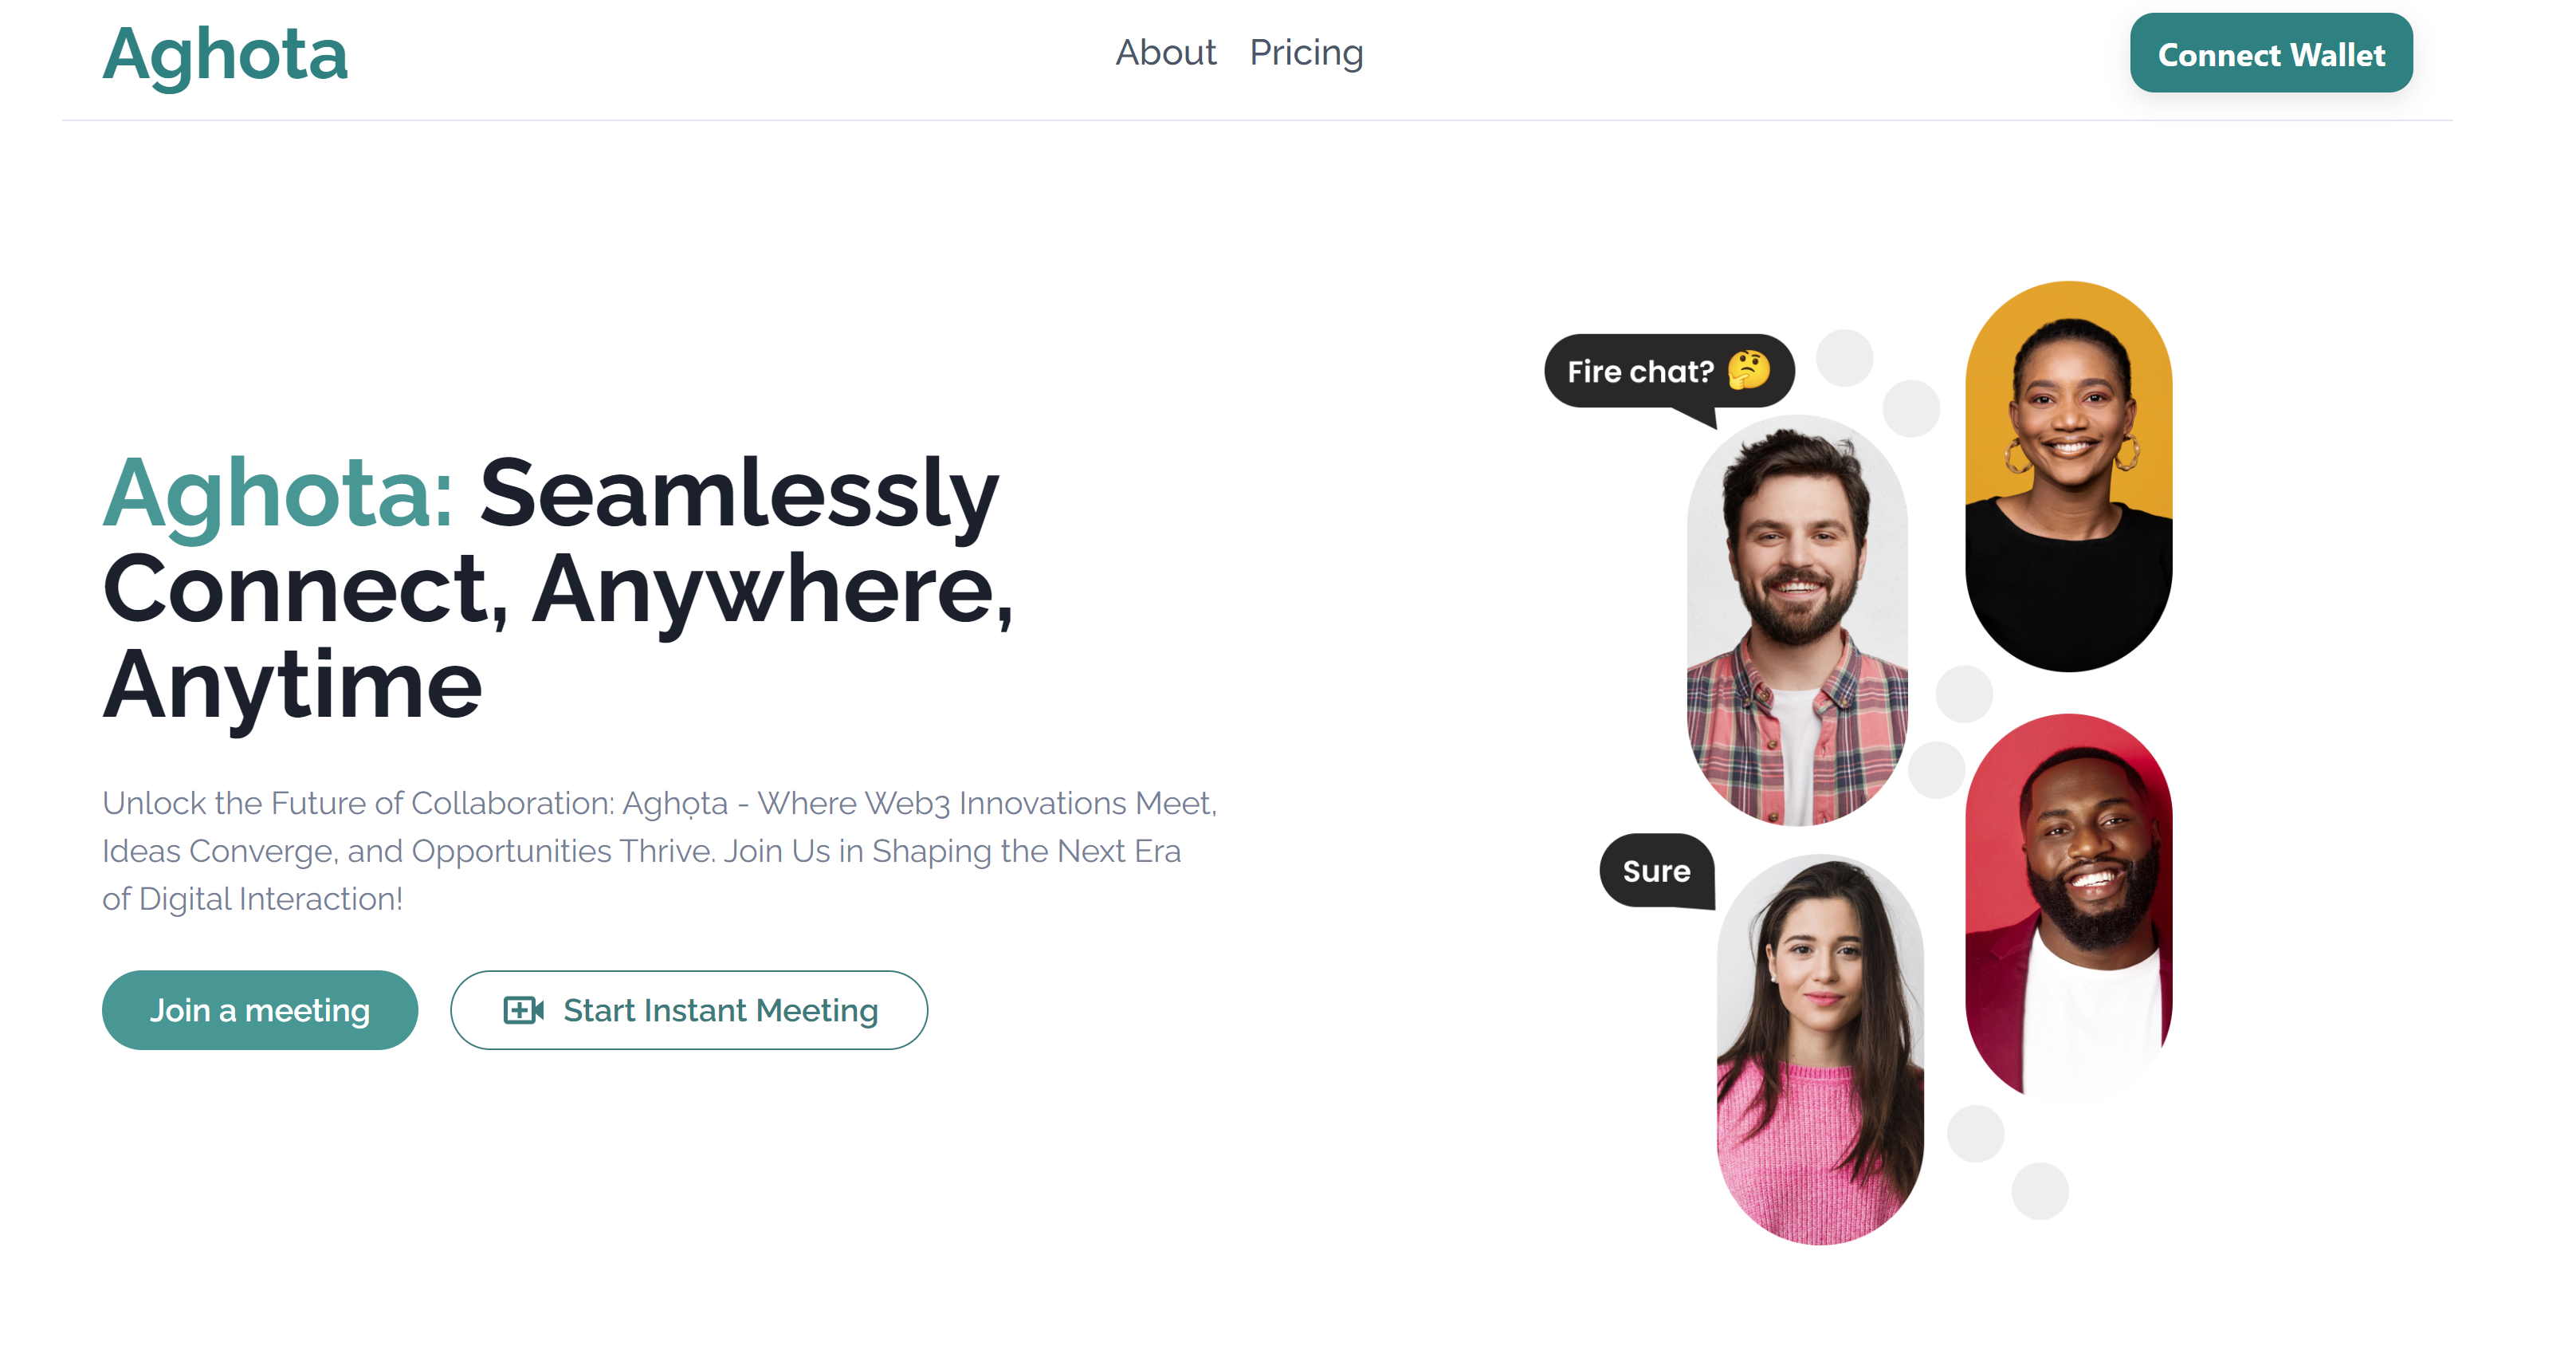 Aghota
About
Pricing
Connect Wallet
Fire chat? 🤔
Aghota: Seamlessly
Connect, Anywhere,
Anytime
Unlock the Future of Collaboration: Aghọta - Where Web3 Innovations Meet,
Ideas Converge, and Opportunities Thrive. Join Us in Shaping the Next Era
of Digital Interaction!
Sure
Join a meeting
Start Instant Meeting